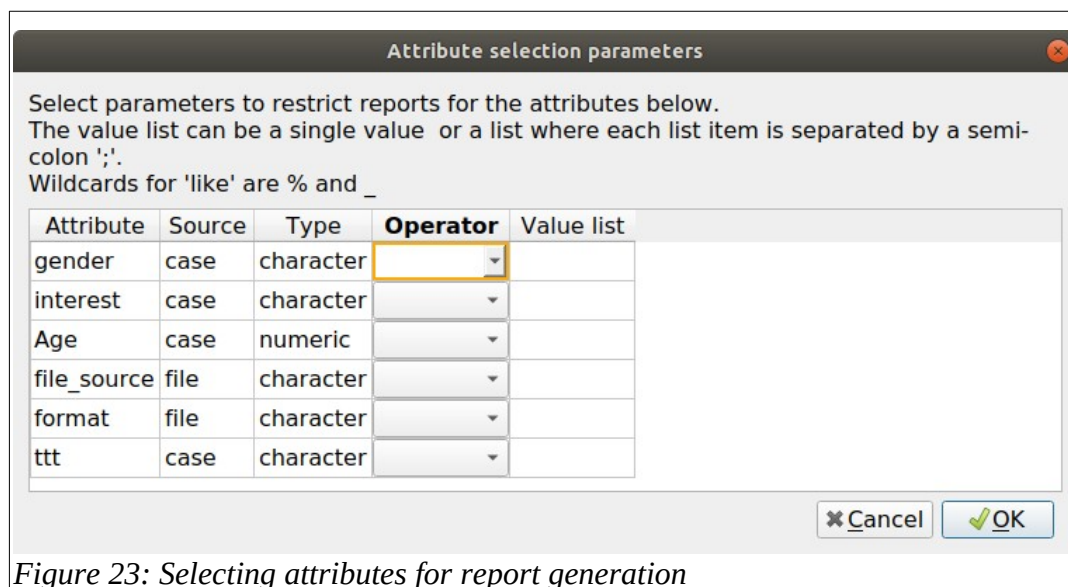 Attribute selection parameters
Select parameters to restrict reports for the attributes below.
The value list can be a single value  or a list where each list item is separated by a semi-
colon ';'.
Wildcards for 'like' are % and _
Attribute Source Type Operator Value list
gender case character
interest case character
Age case numeric
file_source file character
format file character
ttt case character
Cancel OK
Figure 23: Selecting attributes for report generation